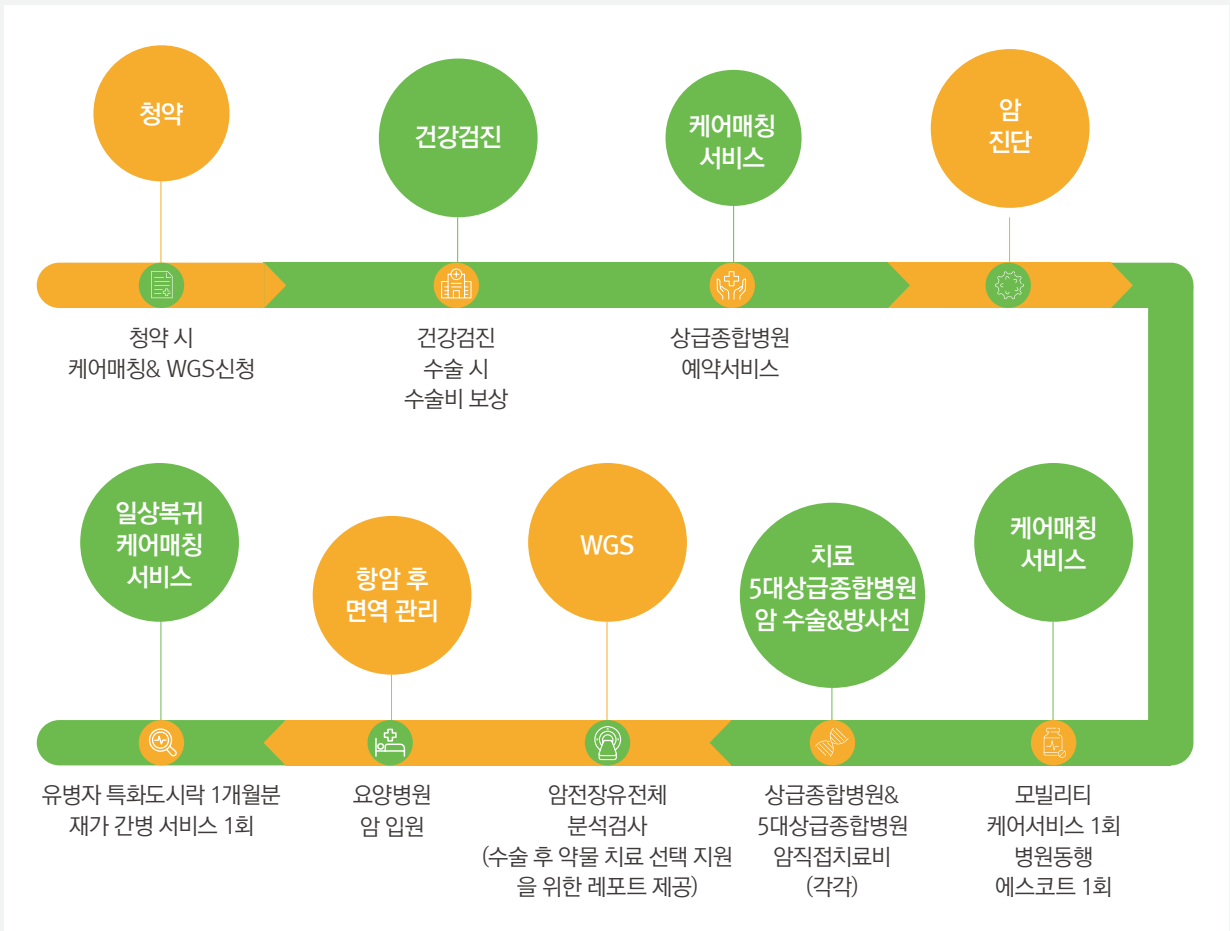 청약
건강검진
케어매칭
서비스
암
진단
청약 시
케어매칭& WGS신청
건강검진
수술 시
수술비 보상
상급종합병원
예약서비스
일상복귀
케어매칭
서비스
항암 후
면역 관리
WGS
치료
5대상급종합병원
암 수술&방사선
케어매칭
서비스
유병자 특화도시락 1개월분
재가 간병 서비스 1회
요양병원
암 입원
암전장유전체
분석검사
(수술 후 약물 치료 선택 지원
을 위한 레포트 제공)
상급종합병원&
5대상급종합병원
암직접치료비
(각각)
모빌리티
케어서비스 1회
병원동행
에스코트 1회